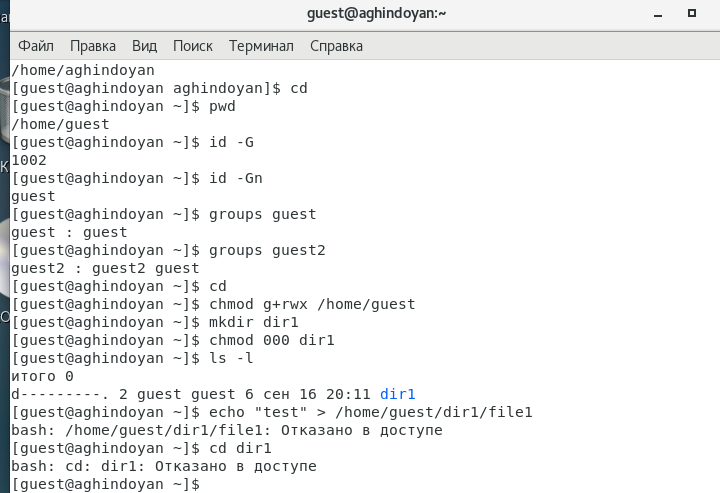 guest@aghindoyan:~
Файл Правка Вид Поиск Терминал Справка
/home/aghindoyan
[guest@aghindoyan aghindoyan]$ cd
[guest@aghindoyan ~]$ pwd
/home/guest
[guest@aghindoyan ~]$ id -G
1002
[guest@aghindoyan ~]$ id -Gn
guest
[guest@aghindoyan ~]$ groups guest
guest : guest
[guest@aghindoyan ~]$ groups guest2
guest2 : guest2 guest
[guest@aghindoyan ~]$ cd
[guest@aghindoyan ~]$ chmod g+rwx /home/guest
[guest@aghindoyan ~]$ mkdir dir1
[guest@aghindoyan ~]$ chmod 000 dir1
[guest@aghindoyan ~]$ ls -l
итого 0
d---------. 2 guest guest 6 сен 16 20:11 dir1
[guest@aghindoyan ~]$ echo "test" > /home/guest/dir1/file1
bash: /home/guest/dir1/file1: Отказано в доступе
[guest@aghindoyan ~]$ cd dir1
bash: cd: dir1: Отказано в доступе
[guest@aghindoyan ~]$